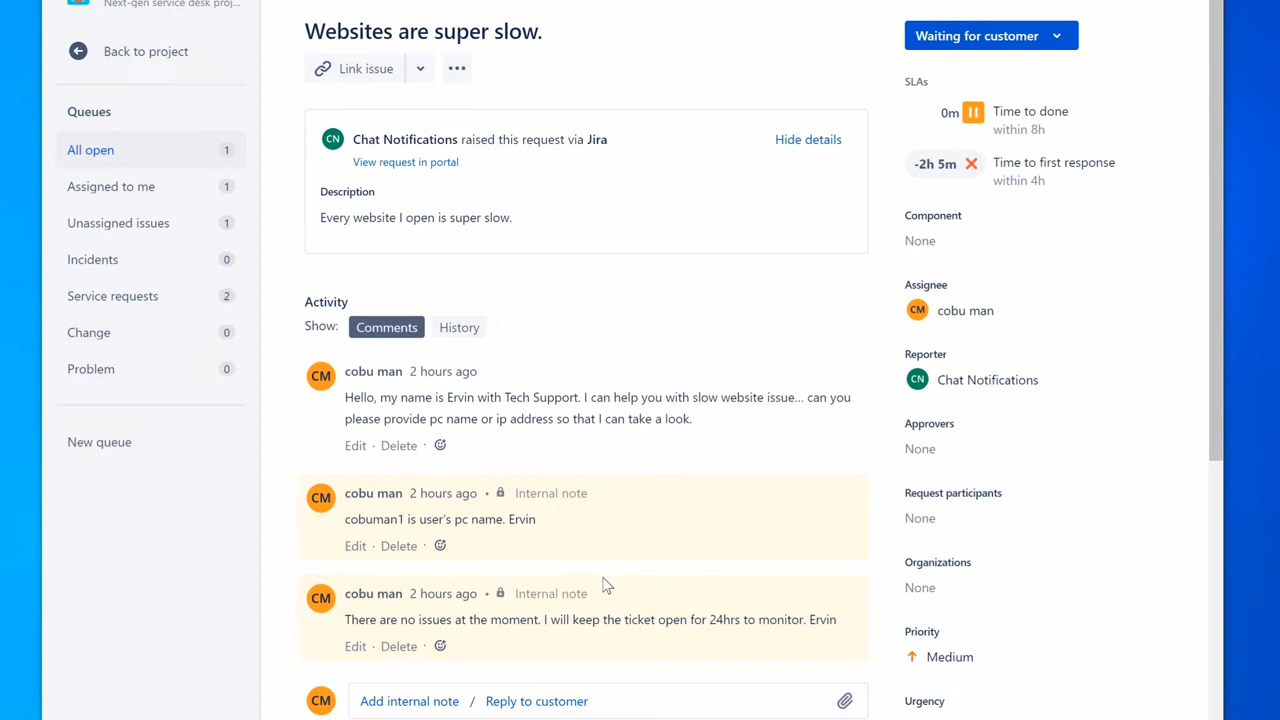 Next-gen service desk proj...
Back to project
Queues
All open 1
Assigned to me 1
Unassigned issues 1
Incidents 0
Service requests 2
Change 0
Problem 0
New queue
Websites are super slow.
Link issue
CN Chat Notifications raised this request via Jira Hide details
View request in portal
Description
Every website I open is super slow.
Activity
Show: Comments History
CM cobu man 2 hours ago
Hello, my name is Ervin with Tech Support. I can help you with slow website issue... can you
please provide pc name or ip address so that I can take a look.
Edit · Delete ·
CM cobu man 2 hours ago • Internal note
cobuman1 is user's pc name. Ervin
Edit · Delete ·
CM cobu man 2 hours ago • Internal note
There are no issues at the moment. I will keep the ticket open for 24hrs to monitor. Ervin
Edit · Delete ·
CM Add internal note / Reply to customer
Waiting for customer
SLAs
0m Time to done
within 8h
-2h 5m Time to first response
within 4h
Component
None
Assignee
CM cobu man
Reporter
CN Chat Notifications
Approvers
None
Request participants
None
Organizations
None
Priority
Medium
Urgency